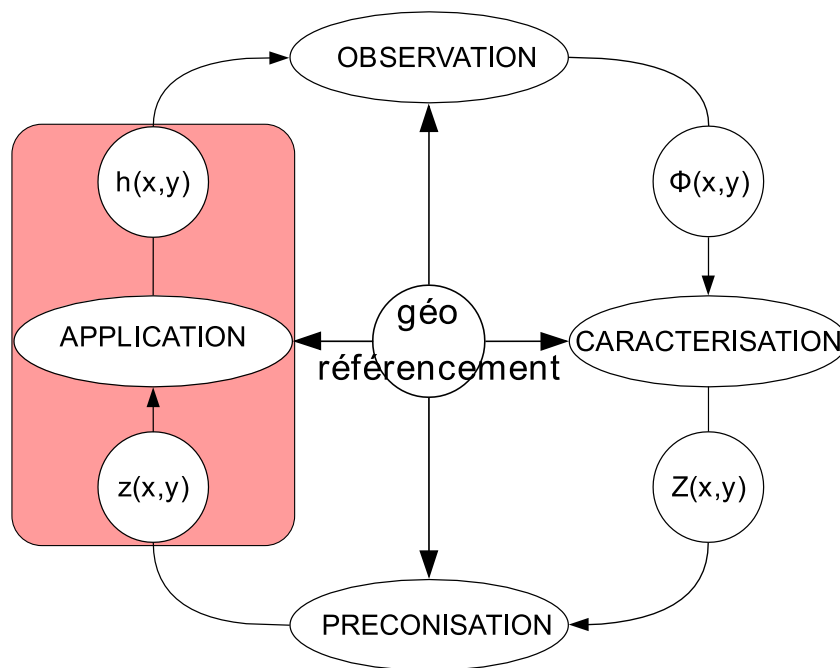 OBSERVATION
h(x,y)
Φ(x,y)
géo
référencement
APPLICATION
CARACTERISATION
z(x,y)
Z(x,y)
PRECONISATION